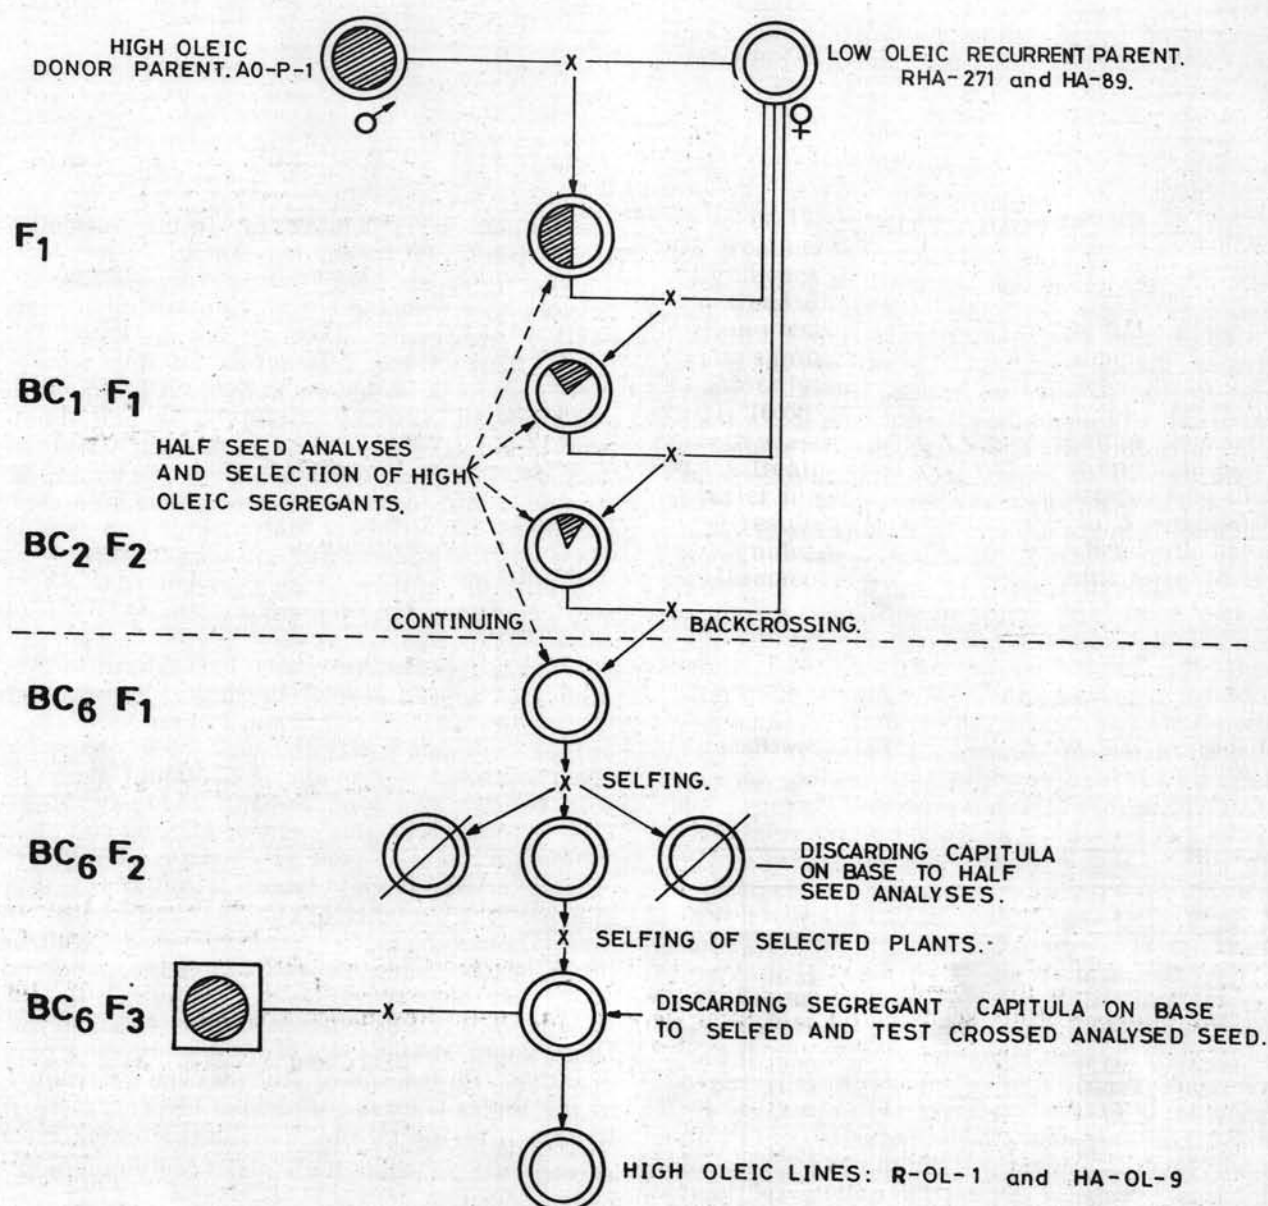 HIGH OLEIC
DONOR PARENT. AO-P-1
X
LOW OLEIC RECURRENT PARENT.
RHA-271 and HA-89.
♂
♀
F1
X
BC1 F1
X
HALF SEED ANALYSES
AND SELECTION OF HIGH
OLEIC SEGREGANTS.
BC2 F2
CONTINUING
X
BACKCROSSING.
BC6 F1
X
SELFING.
BC6 F2
DISCARDING CAPITULA
ON BASE TO HALF
SEED ANALYSES.
X
SELFING OF SELECTED PLANTS.
BC6 F3
X
DISCARDING SEGREGANT CAPITULA ON BASE
TO SELFED AND TEST CROSSED ANALYSED SEED.
HIGH OLEIC LINES: R-OL-1 and HA-OL-9